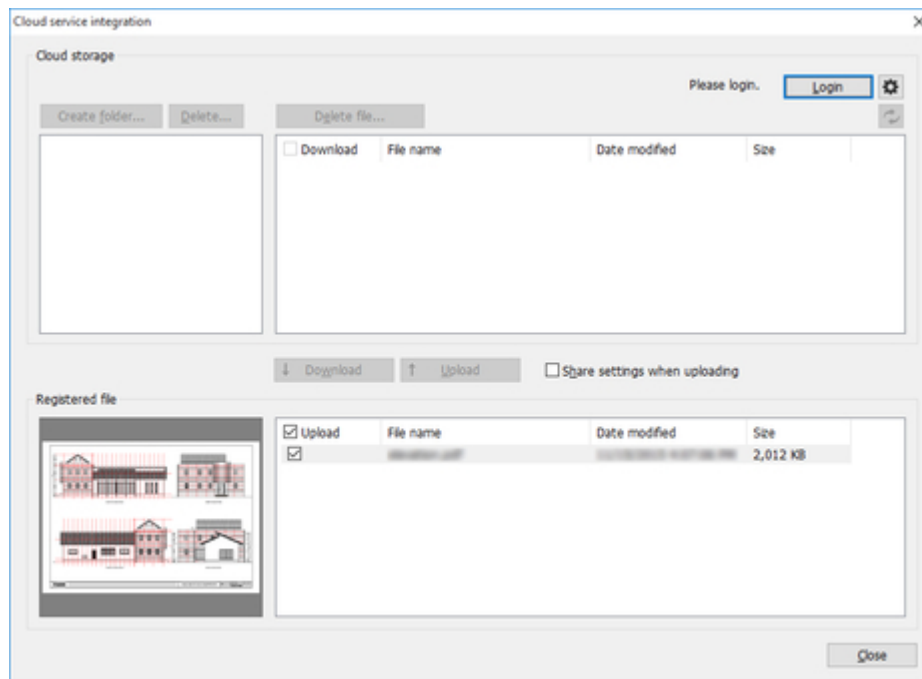 Cloud service integration
Cloud storage
Please login. Login
Create folder... Delete... Delete file...
Download File name Date modified Size
↓ Download ↑ Upload Share settings when uploading
Registered file
Upload File name Date modified Size
2,012 KB
Close